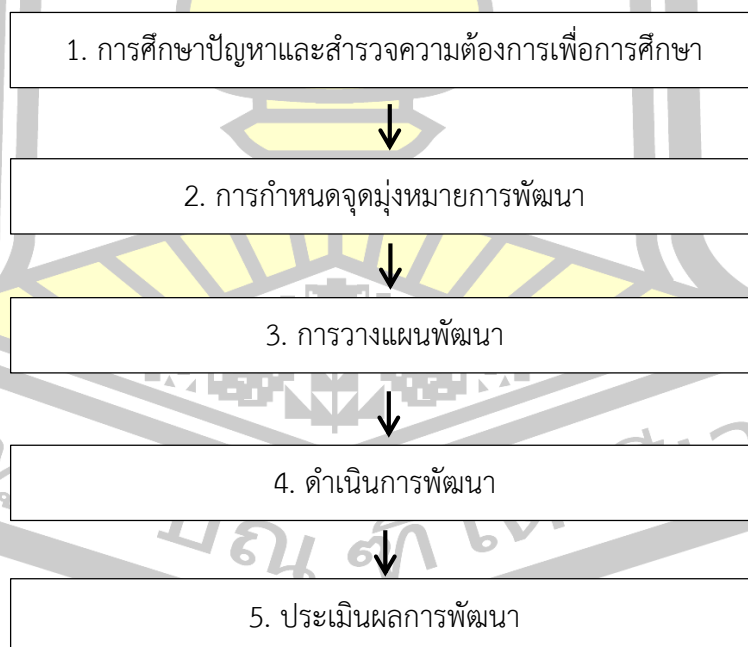 1. การศึกษาปัญหาและสำรวจความต้องการเพื่อการศึกษา
2. การกำหนดจุดมุ่งหมายการพัฒนา
3. การวางแผนพัฒนา
4. ดำเนินการพัฒนา
5. ประเมินผลการพัฒนา